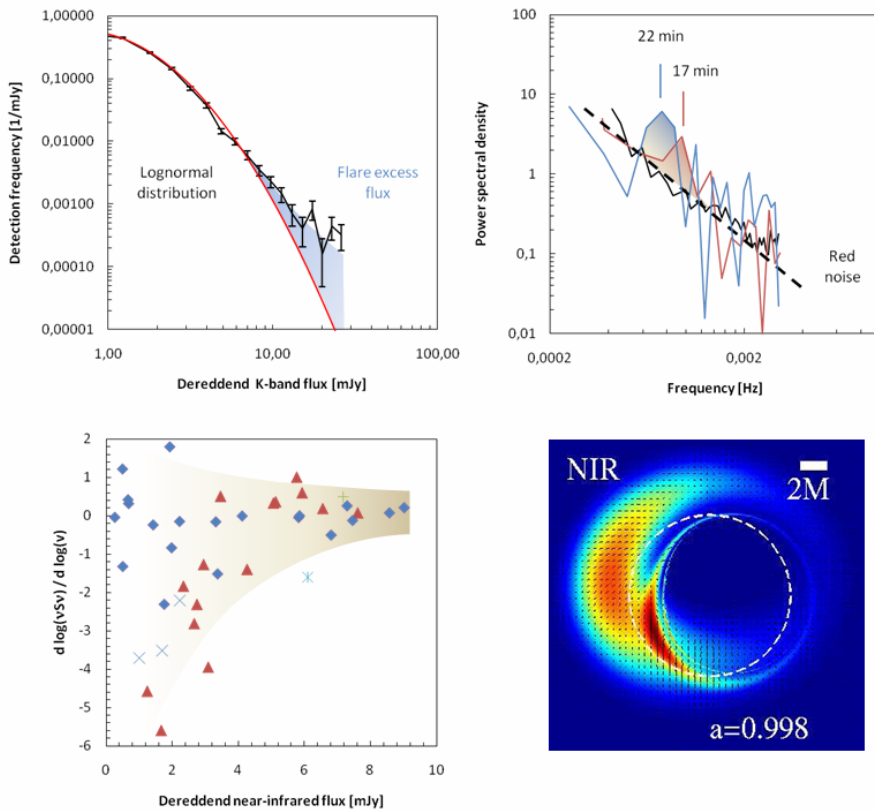 1,00000
0,10000
0,01000
0,00100
0,00010
0,00001
Detection frequency [1/mJy]
Lognormal
distribution
Flare excess
flux
1,00
10,00
100,00
Dereddend K-band flux [mJy]
100
10
1
0,1
0,01
Power spectral density
22 min
17 min
Red
noise
0,0002
0,002
Frequency [Hz]
2
1
0
-1
-2
-3
-4
-5
-6
d log(νSν) / d log(ν)
0
2
4
6
8
10
Dereddend near-infrared flux [mJy]
NIR
2M
a=0.998